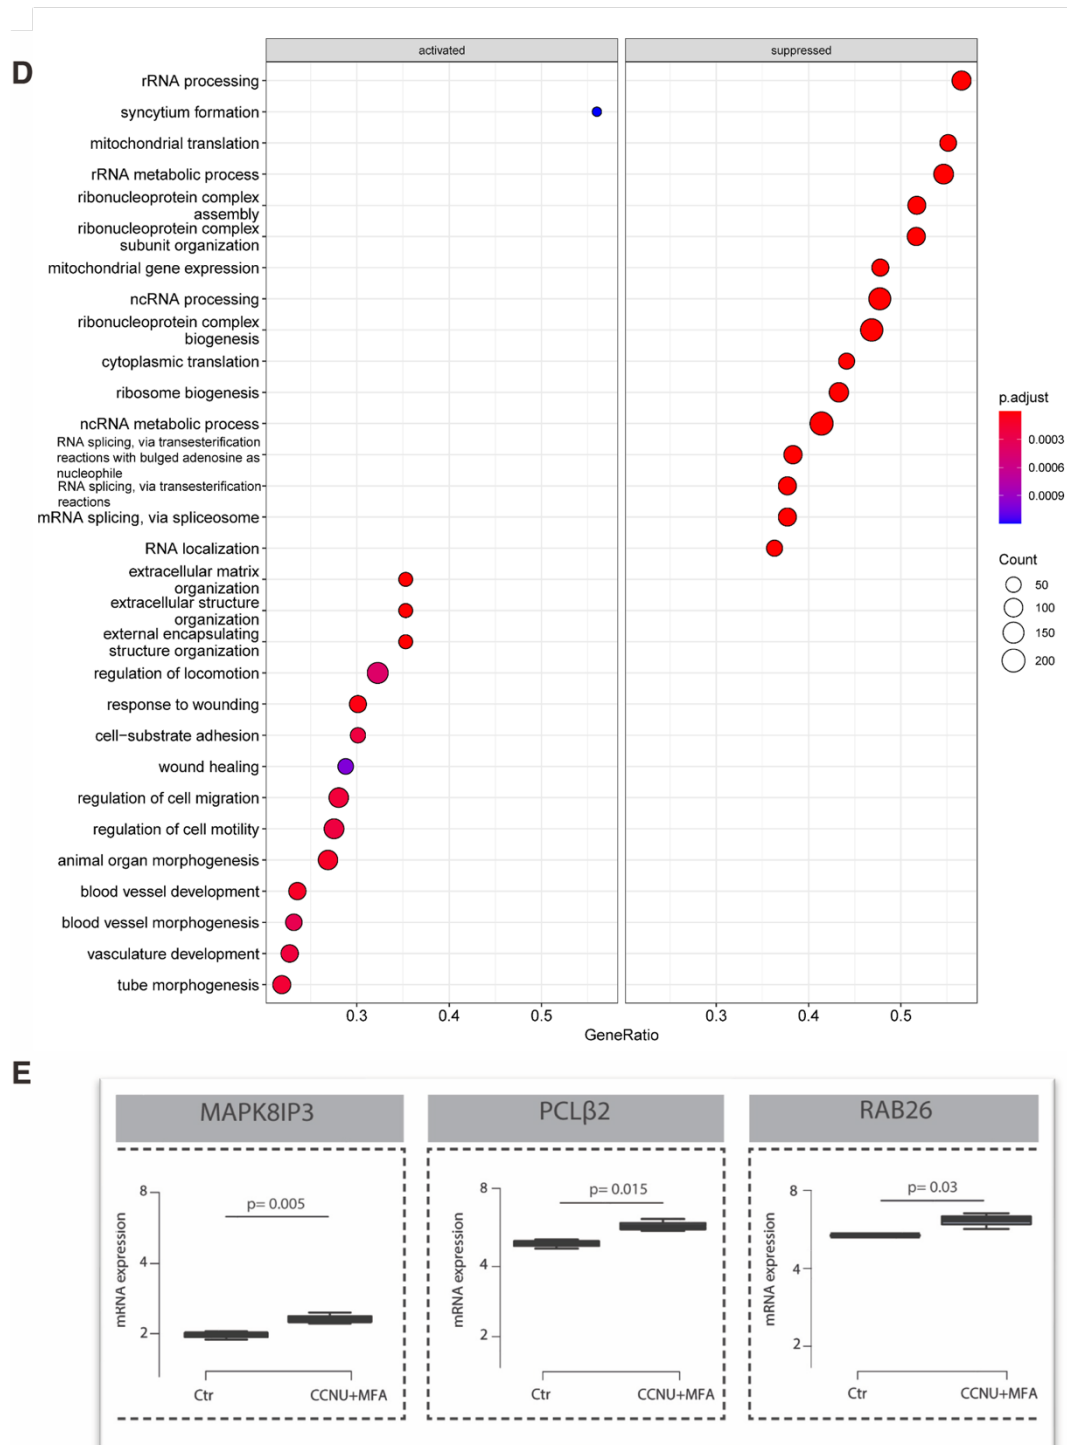 D
activated
suppressed
rRNA processing
syncytium formation
mitochondrial translation
rRNA metabolic process
ribonucleoprotein complex
assembly
ribonucleoprotein complex
subunit organization
mitochondrial gene expression
ncRNA processing
ribonucleoprotein complex
biogenesis
cytoplasmic translation
ribosome biogenesis
ncRNA metabolic process
RNA splicing, via transesterification
reactions with bulged adenosine as
nucleophile
RNA splicing, via transesterification
reactions
mRNA splicing, via spliceosome
RNA localization
extracellular matrix
organization
extracellular structure
organization
external encapsulating
structure organization
regulation of locomotion
response to wounding
cell−substrate adhesion
wound healing
regulation of cell migration
regulation of cell motility
animal organ morphogenesis
blood vessel development
blood vessel morphogenesis
vasculature development
tube morphogenesis
0.3 0.4 0.5
0.3 0.4 0.5
GeneRatio
p.adjust
0.0003
0.0006
0.0009
Count
50
100
150
200
E
MAPK8IP3
mRNA expression
8
4
2
p= 0.005
Ctr CCNU+MFA
PCLβ2
mRNA expression
8
4
2
p= 0.015
Ctr CCNU+MFA
RAB26
mRNA expression
8
4
2
p= 0.03
Ctr CCNU+MFA